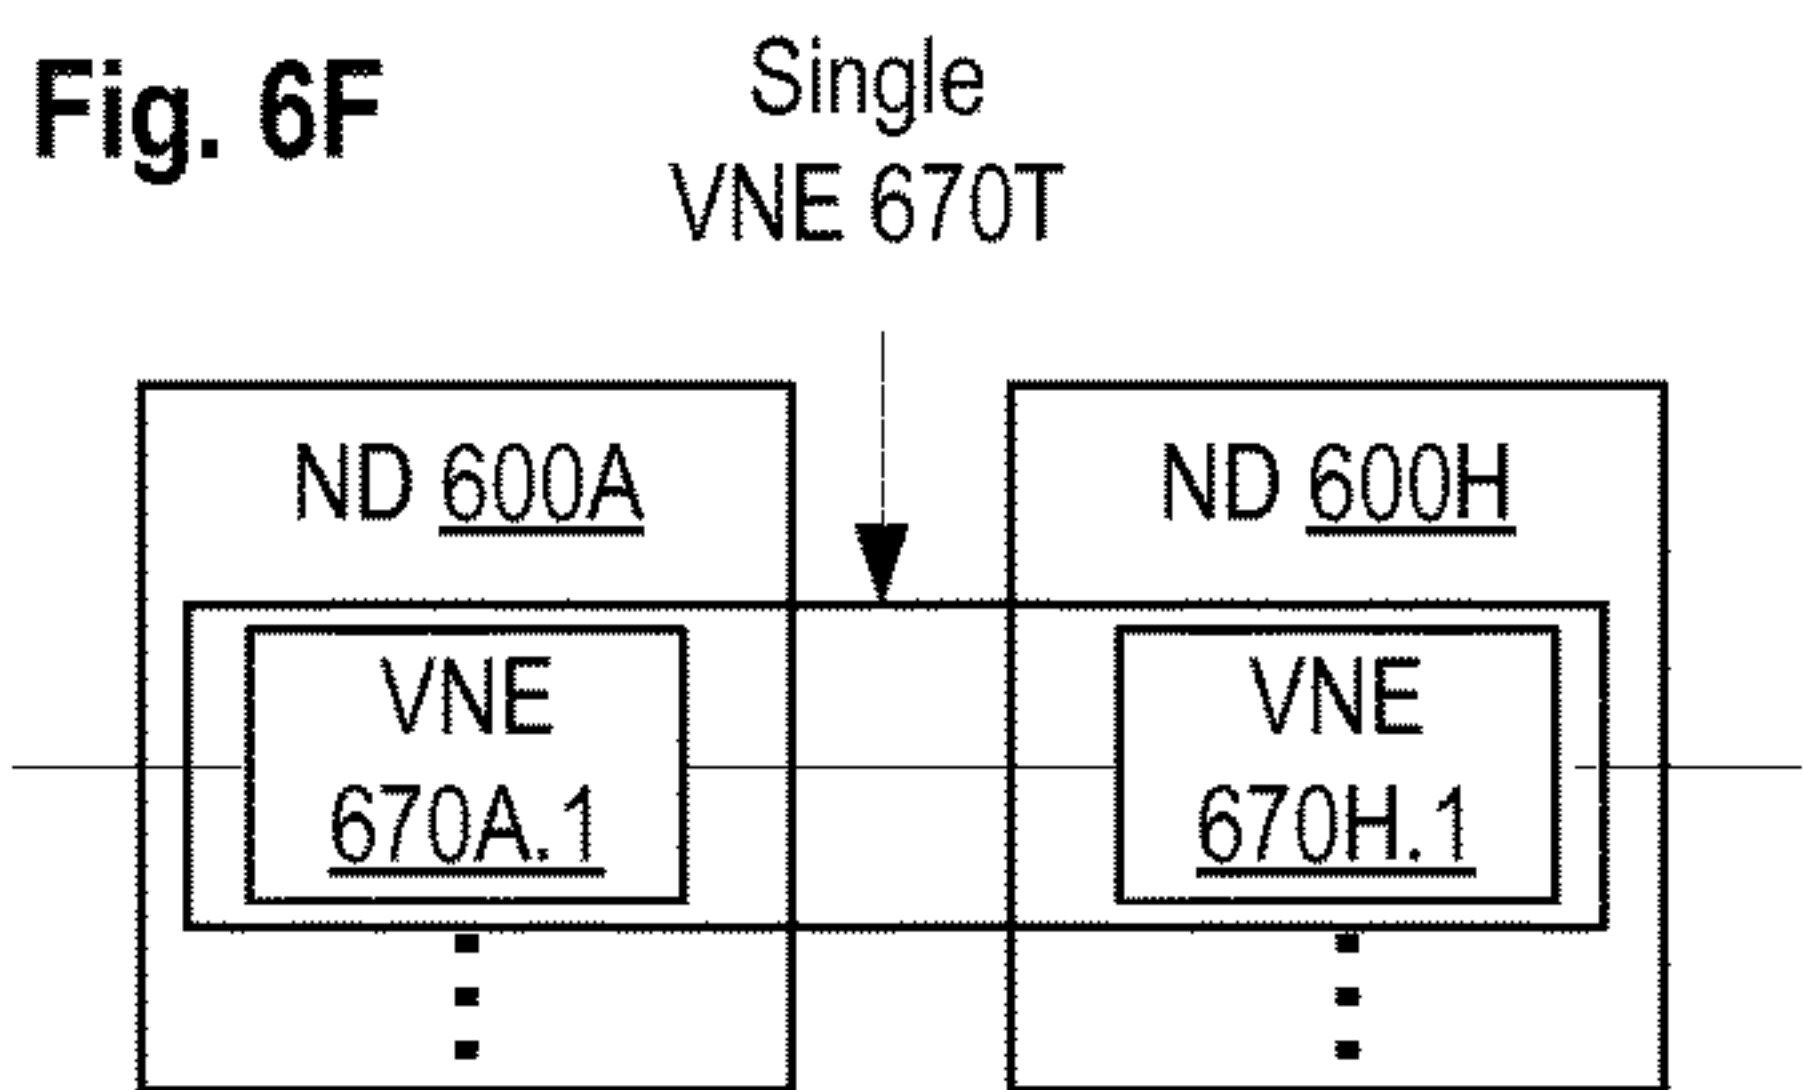 Fig. 6F
Single
VNE 670T
ND 600A
ND 600H
VNE
670A.1
VNE
670H.1